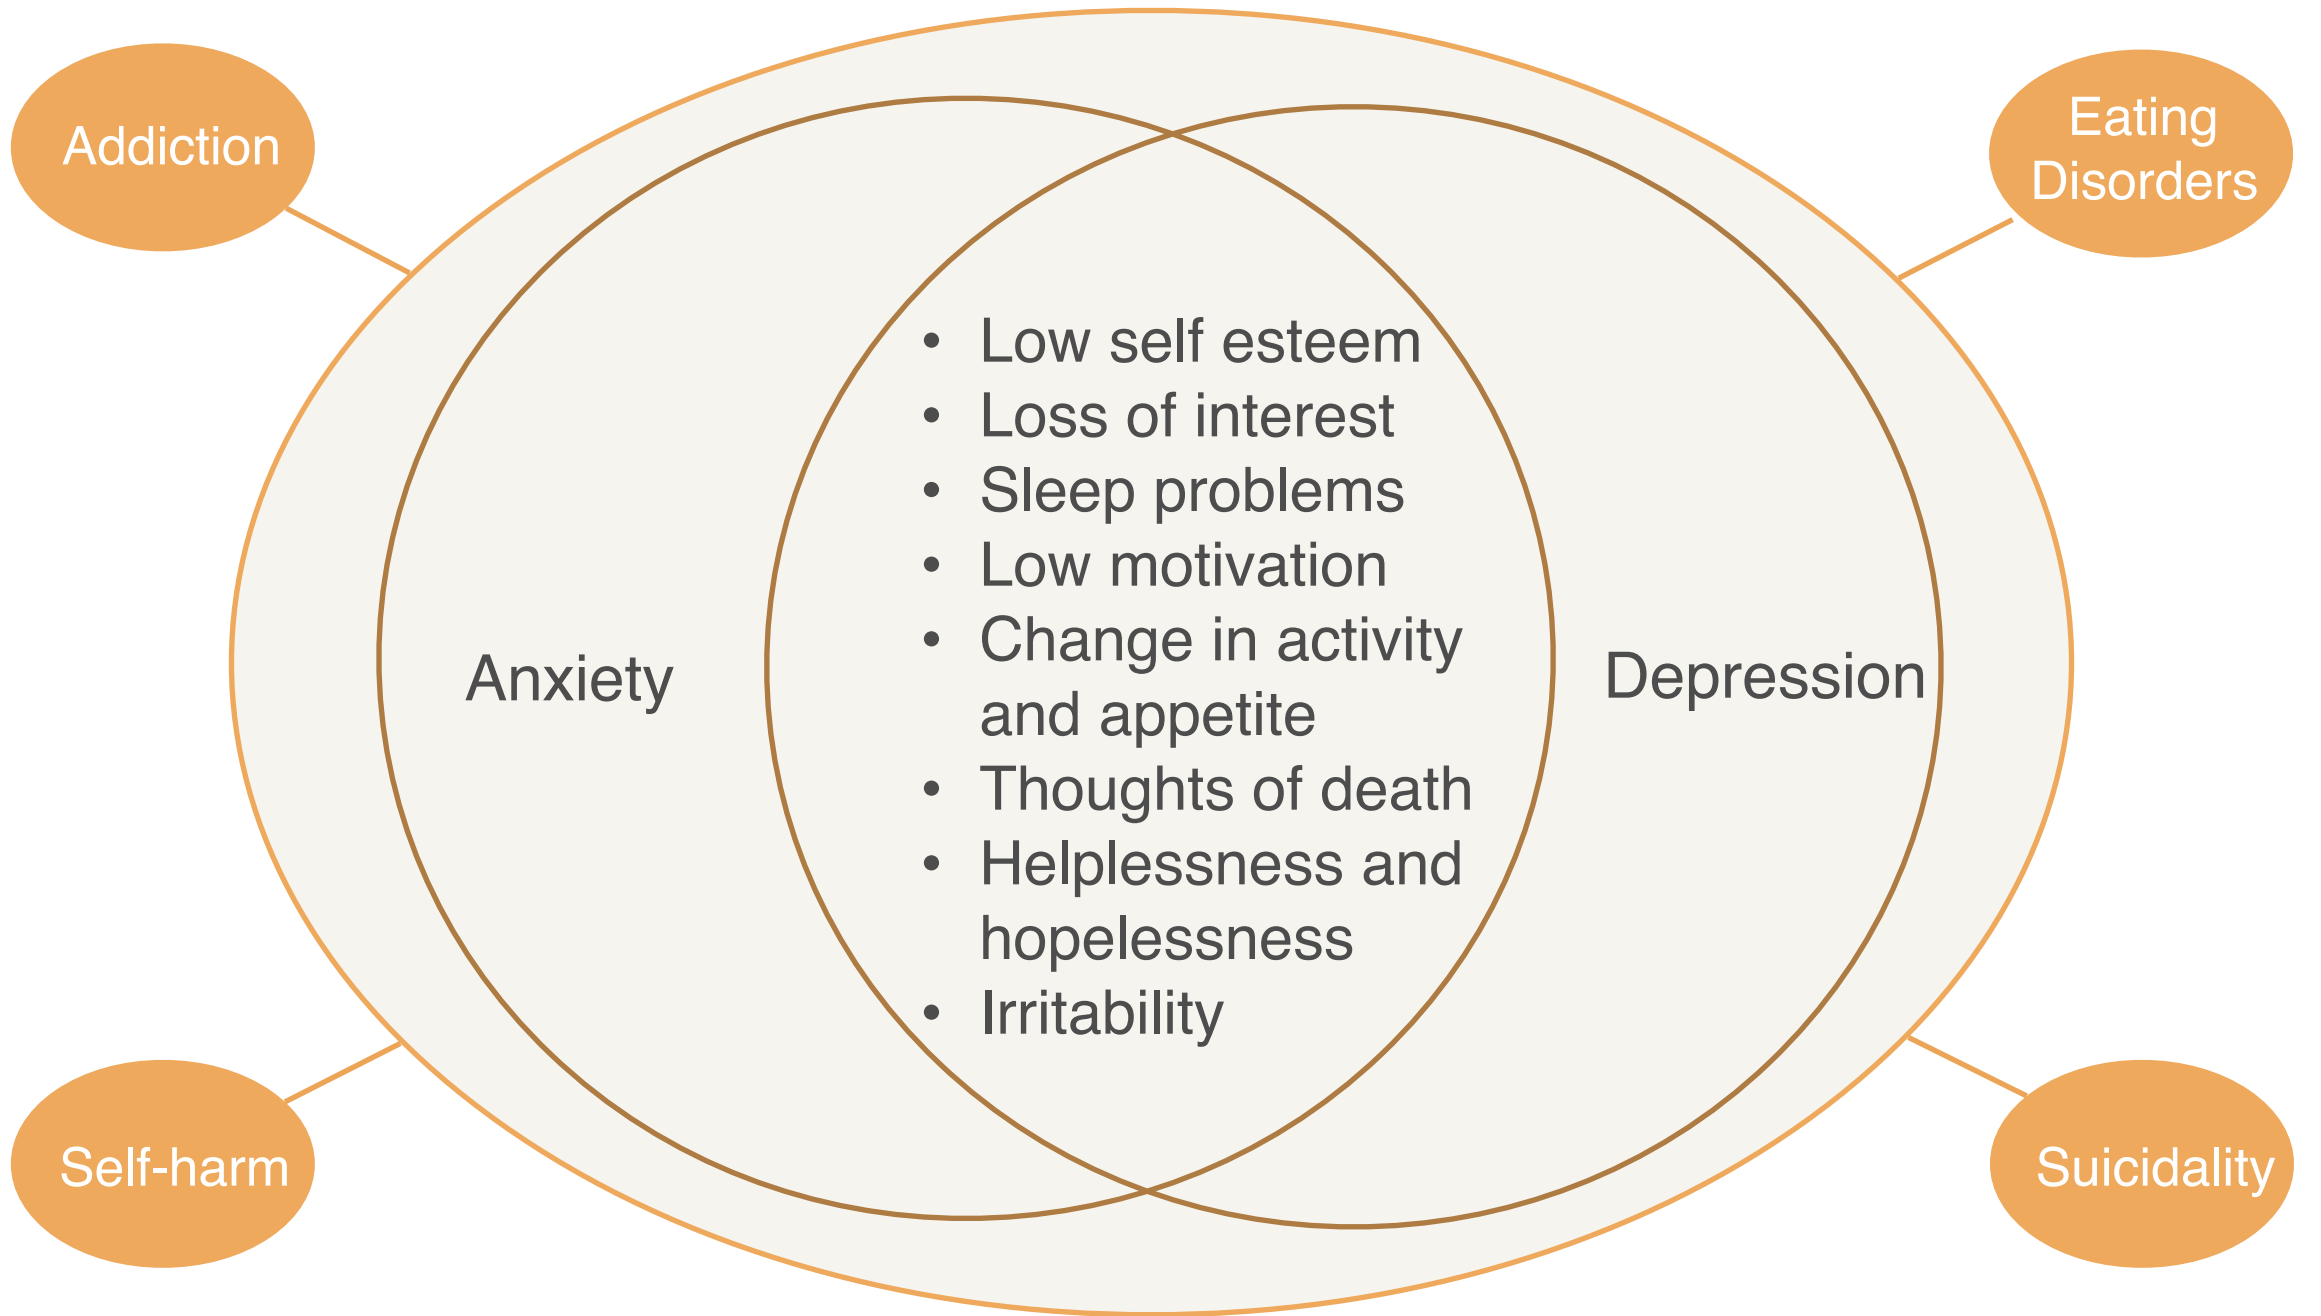 Addiction
Eating
Disorders
• Low self esteem
• Loss of interest
• Sleep problems
• Low motivation
• Change in activity
and appetite
• Thoughts of death
• Helplessness and
hopelessness
• Irritability
Anxiety
Depression
Self-harm
Suicidality